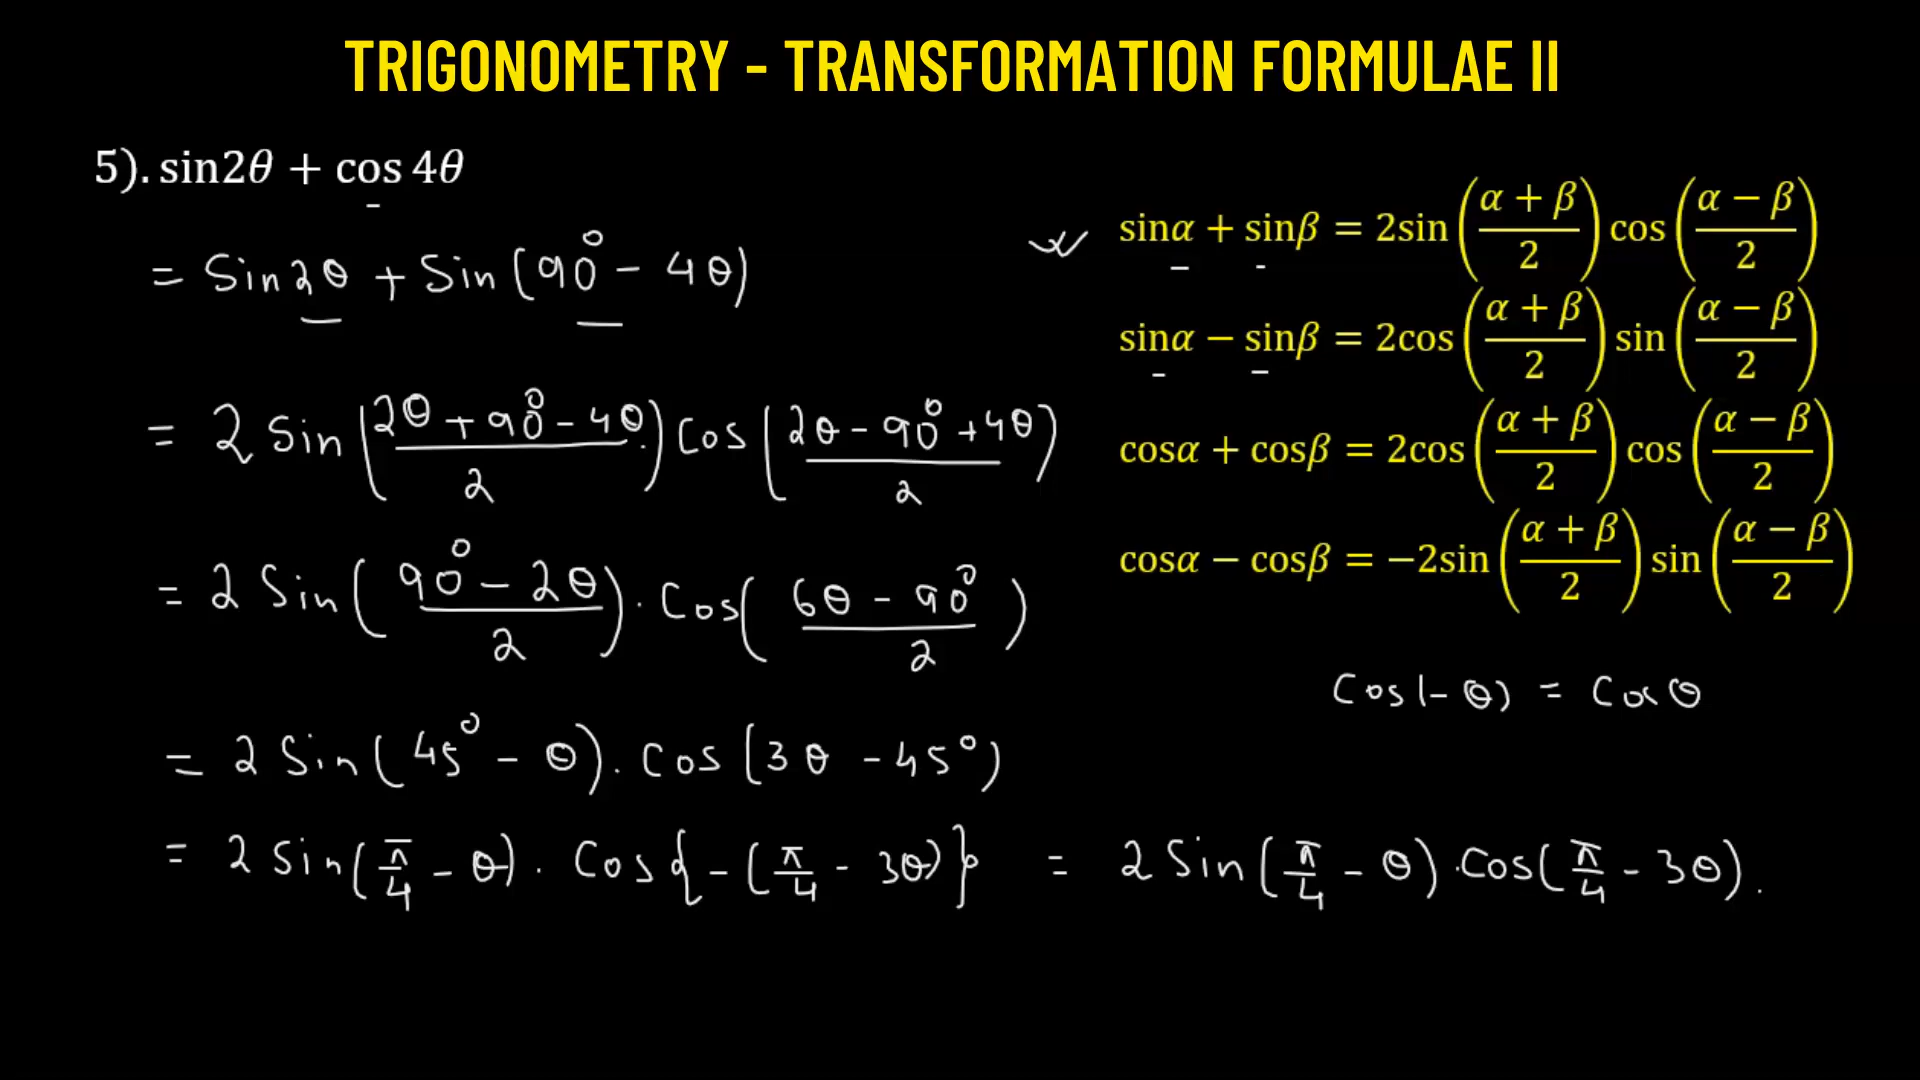 TRIGONOMETRY - TRANSFORMATION FORMULAE II
5). sin2θ + cos 4θ
= Sin2θ + Sin(90° - 4θ)
= 2 Sin((2θ + 90° - 4θ)/2) Cos((2θ - 90° + 4θ)/2)
= 2 Sin((90° - 2θ)/2) . Cos((6θ - 90°)/2)
= 2 Sin(45° - θ) . Cos(3θ - 45°)
= 2 Sin(π/4 - θ) . Cos{-(π/4 - 3θ)} = 2 Sin(π/4 - θ) . Cos(π/4 - 3θ).
sinα + sinβ = 2sin((α + β)/2) cos((α − β)/2)
sinα − sinβ = 2cos((α + β)/2) sin((α − β)/2)
cosα + cosβ = 2cos((α + β)/2) cos((α − β)/2)
cosα − cosβ = −2sin((α + β)/2) sin((α − β)/2)
Cos(-θ) = Cosθ